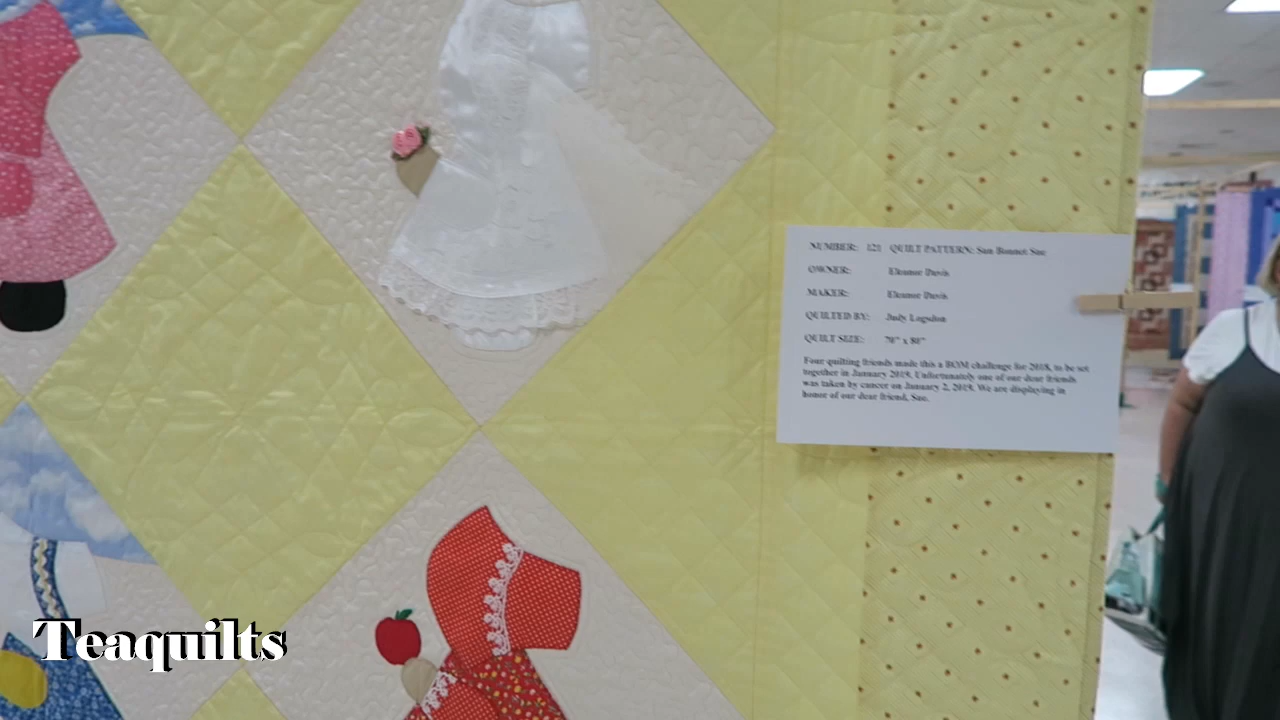 NUMBER: 121 QUILT PATTERN: Sun Bonnet Sue
OWNER: Eleanor Davis
MAKER: Eleanor Davis
QUILTED BY: Judy Logsdon
QUILT SIZE: 70" x 80"
Four quilting friends made this a BOM challenge for 2018, to be set
together in January 2019. Unfortunately one of our dear friends
was taken by cancer on January 2, 2019. We are displaying in
honor of our dear friend, Sue.
Teaquilts